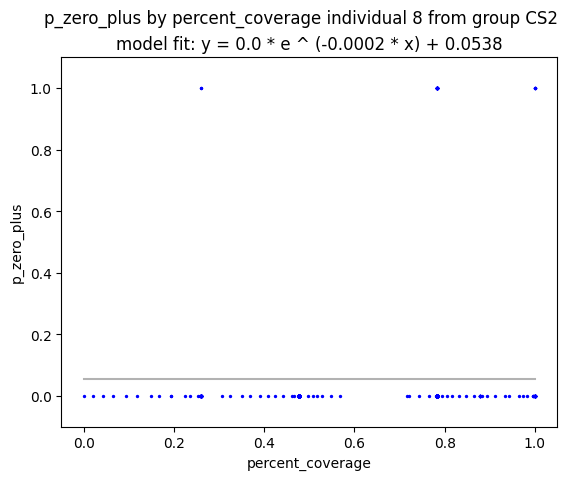 p_zero_plus by percent_coverage individual 8 from group CS2
model fit: y = 0.0 * e ^ (-0.0002 * x) + 0.0538
1.0
0.8
0.6
0.4
0.2
0.0
p_zero_plus
0.0 0.2 0.4 0.6 0.8 1.0
percent_coverage